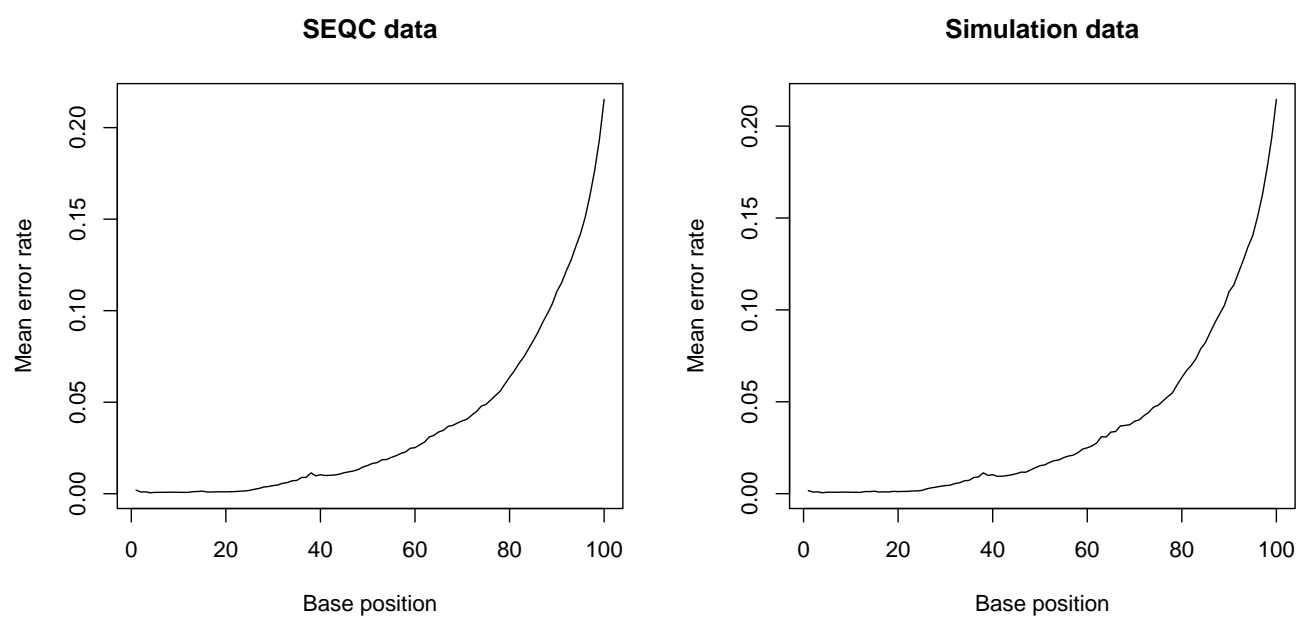 SEQC data
Mean error rate
0.20
0.15
0.10
0.05
0.00
0 20 40 60 80 100
Base position
Simulation data
Mean error rate
0.20
0.15
0.10
0.05
0.00
0 20 40 60 80 100
Base position